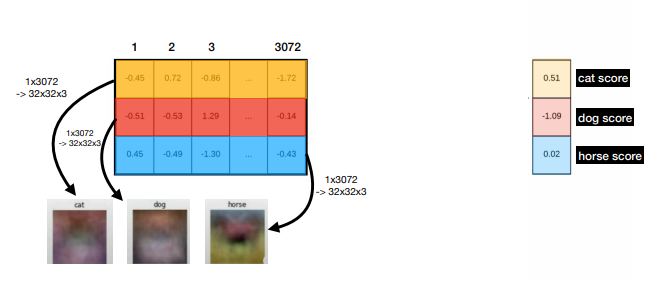 1 2 3 3072
-0.45 0.72 -0.86 ... -1.72
-0.51 -0.53 1.29 ... -0.14
0.45 -0.49 -1.30 ... -0.43
1x3072
-> 32x32x3
1x3072
-> 32x32x3
1x3072
-> 32x32x3
cat
dog
horse
0.51 cat score
-1.09 dog score
0.02 horse score